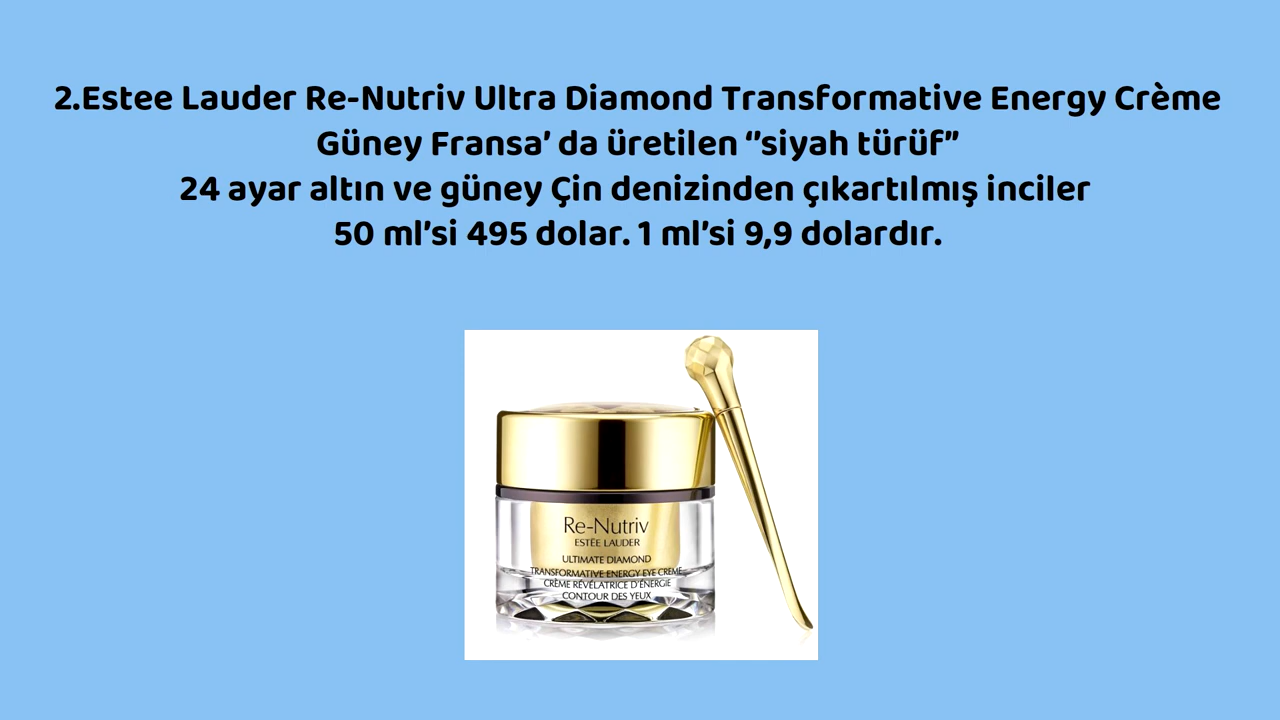 2.Estee Lauder Re-Nutriv Ultra Diamond Transformative Energy Crème
Güney Fransa’ da üretilen ‘’siyah türüf’’
24 ayar altın ve güney Çin denizinden çıkartılmış inciler
50 ml’si 495 dolar. 1 ml’si 9,9 dolardır.
Re-Nutriv
ESTĒE LAUDER
ULTIMATE DIAMOND
TRANSFORMATIVE ENERGY EYE CREME
CRÈME RÉVÉLATRICE D'ÉNERGIE
CONTOUR DES YEUX